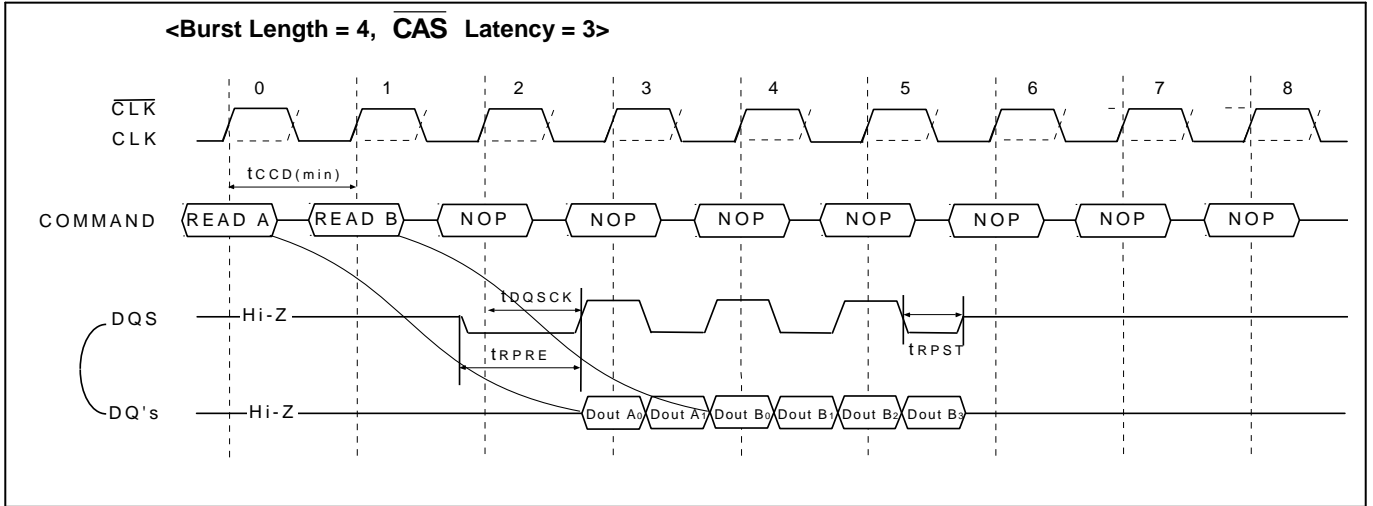 <Burst Length = 4, CAS Latency = 3>
0 1 2 3 4 5 6 7 8
CLK
CLK
tCCD(min)
COMMAND READ A READ B NOP NOP NOP NOP NOP NOP NOP
tDQSCK
DQS Hi-Z
tRPRE
tRPST
DQ's Hi-Z Dout A0 Dout A1 Dout B0 Dout B1 Dout B2 Dout B3